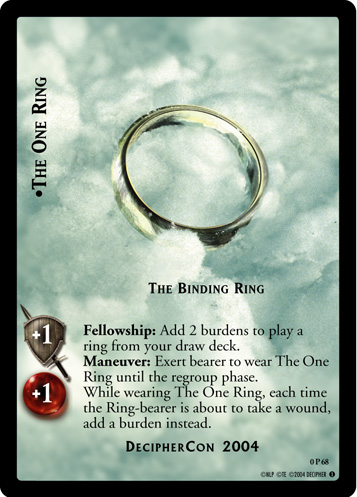 •The One Ring
The Binding Ring
+1
+1
Fellowship: Add 2 burdens to play a
ring from your draw deck.
Maneuver: Exert bearer to wear The One
Ring until the regroup phase.
While wearing The One Ring, each time
the Ring-bearer is about to take a wound,
add a burden instead.
DecipherCon 2004
0 P 68
©NLP ©TE ©2004 DECIPHER